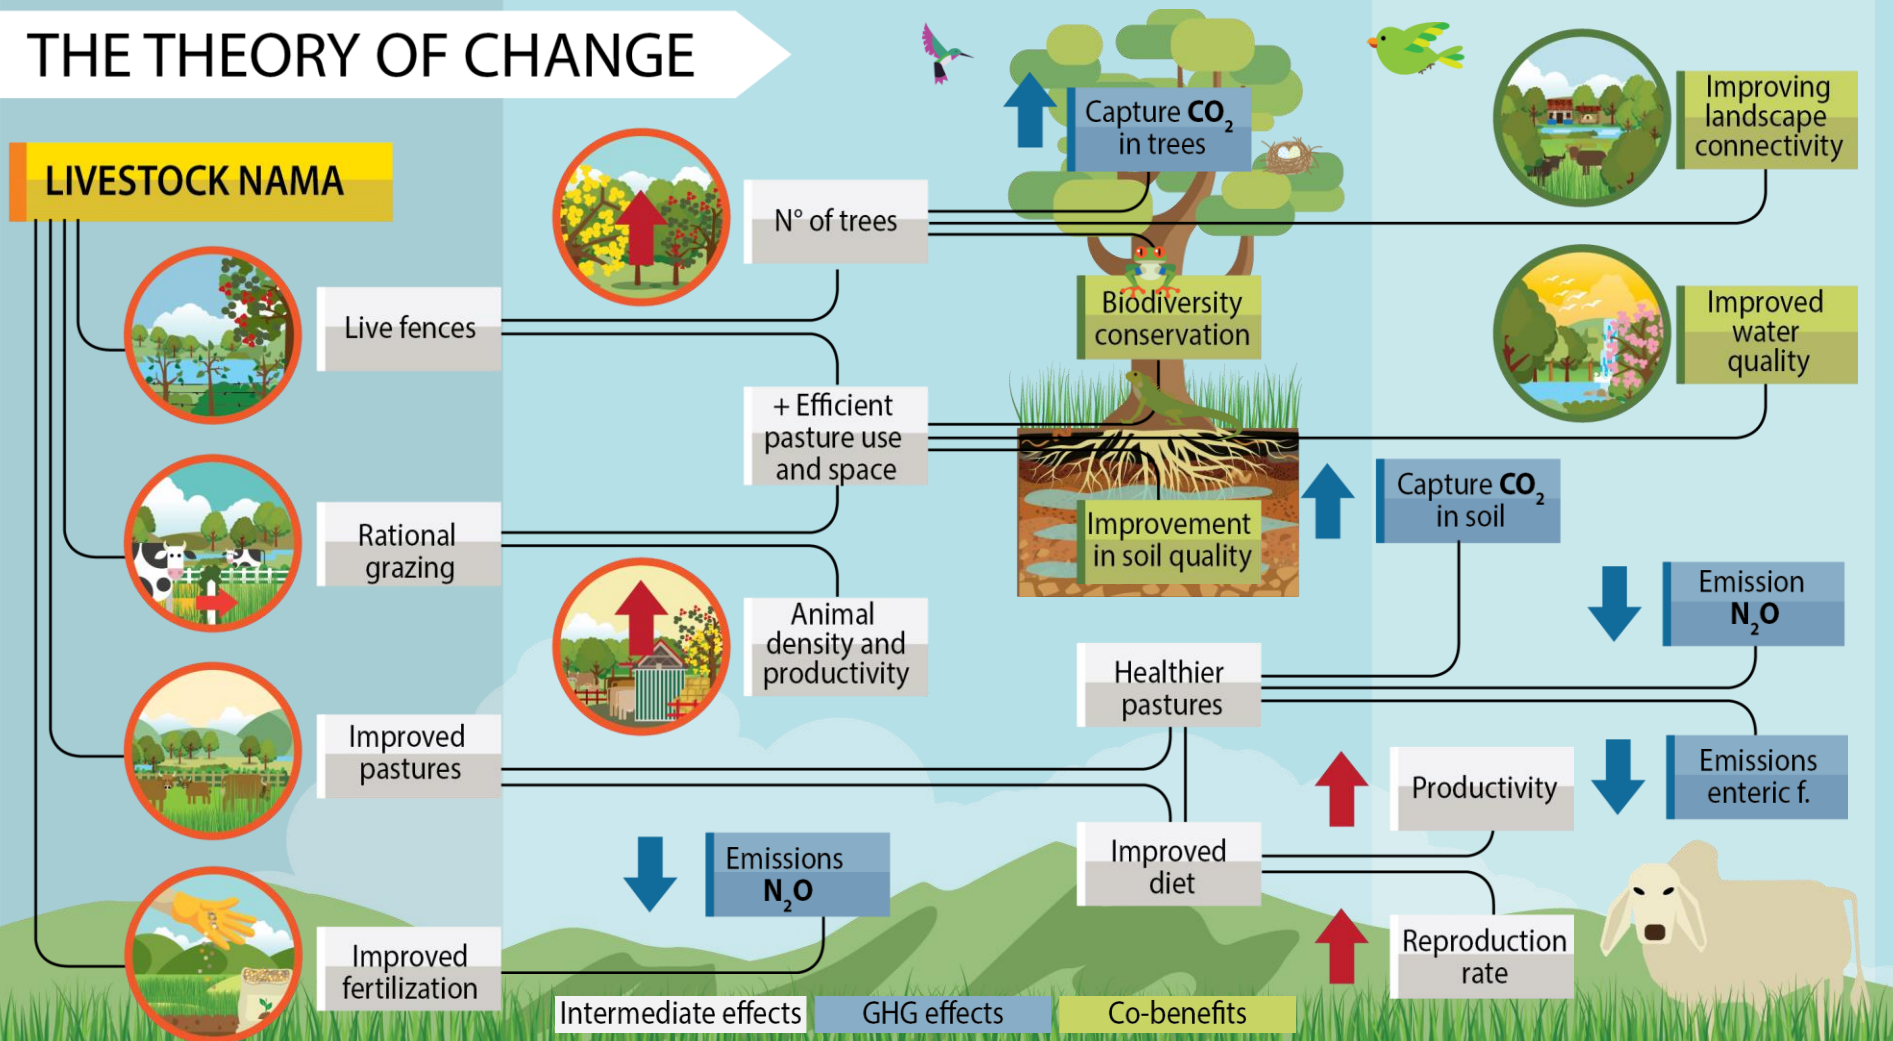 THE THEORY OF CHANGE
LIVESTOCK NAMA
Live fences
Rational
grazing
Improved
pastures
Improved
fertilization
N° of trees
+ Efficient
pasture use
and space
Animal
density and
productivity
Emissions
N₂O
Capture CO₂
in trees
Biodiversity
conservation
Improvement
in soil quality
Healthier
pastures
Improved
diet
Improving
landscape
connectivity
Improved
water
quality
Capture CO₂
in soil
Emission
N₂O
Emissions
enteric f.
Productivity
Reproduction
rate
Intermediate effects
GHG effects
Co-benefits